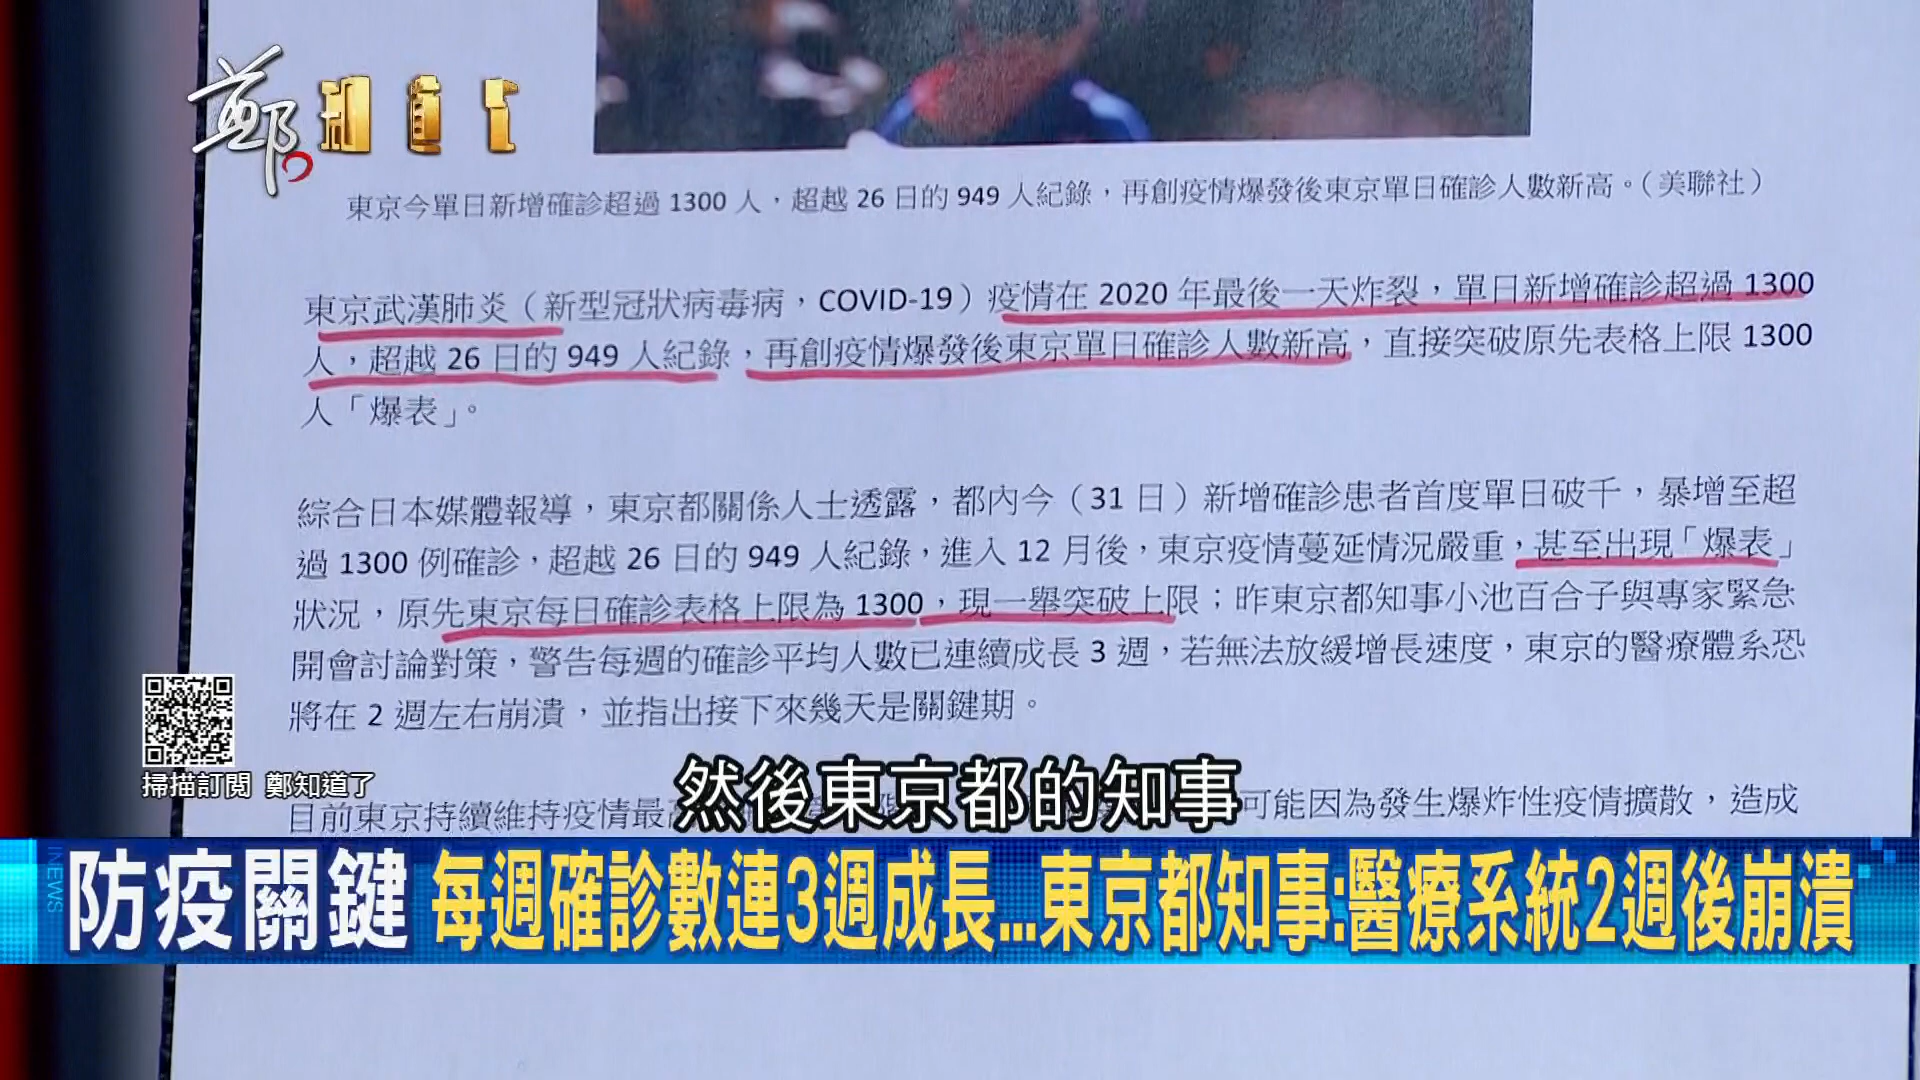 鄭知道了
東京今單日新增確診超過 1300 人，超越 26 日的 949 人紀錄，再創疫情爆發後東京單日確診人數新高。（美聯社）
東京武漢肺炎（新型冠狀病毒病，COVID-19）疫情在 2020 年最後一天炸裂，單日新增確診超過 1300
人，超越 26 日的 949 人紀錄，再創疫情爆發後東京單日確診人數新高，直接突破原先表格上限 1300
人「爆表」。
綜合日本媒體報導，東京都關係人士透露，都內今（31 日）新增確診患者首度單日破千，暴增至超
過 1300 例確診，超越 26 日的 949 人紀錄，進入 12 月後，東京疫情蔓延情況嚴重，甚至出現「爆表」
狀況，原先東京每日確診表格上限為 1300，現一舉突破上限；昨東京都知事小池百合子與專家緊急
開會討論對策，警告每週的確診平均人數已連續成長 3 週，若無法放緩增長速度，東京的醫療體系恐
將在 2 週左右崩潰，並指出接下來幾天是關鍵期。
掃描訂閱 鄭知道了
然後東京都的知事
目前東京持續維持疫情最高 可能因為發生爆炸性疫情擴散，造成
iNEWS
防疫關鍵 每週確診數連3週成長...東京都知事:醫療系統2週後崩潰